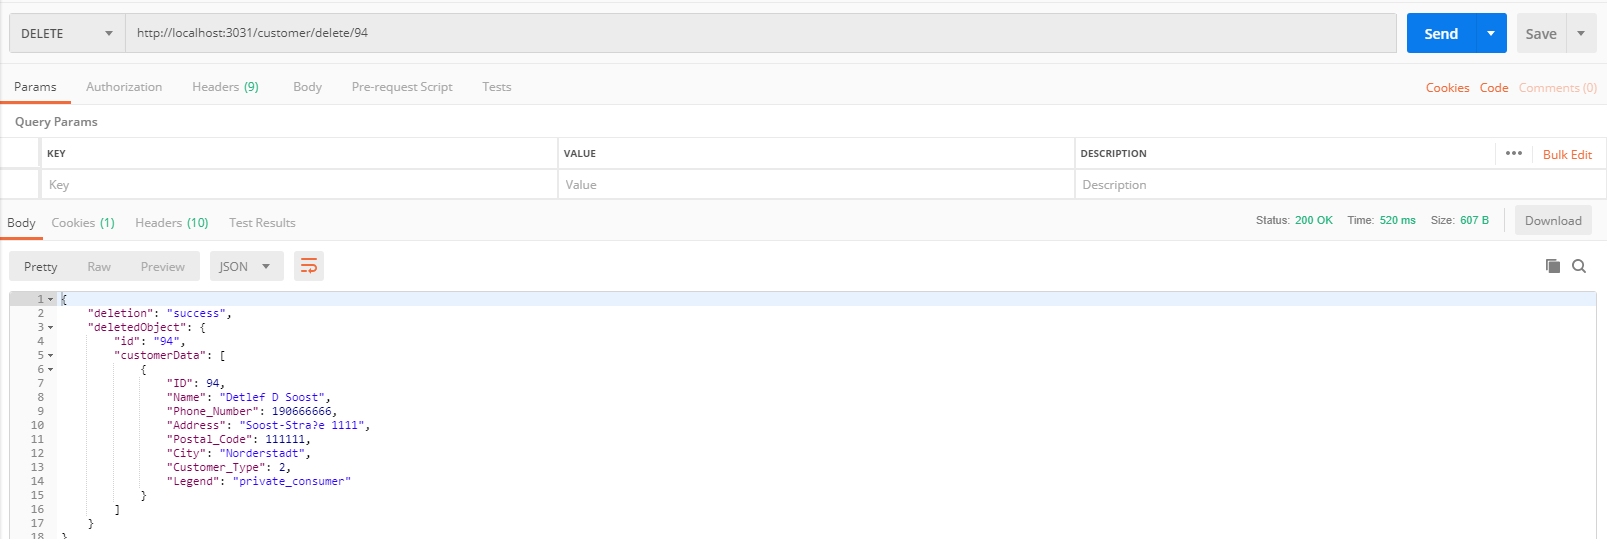 DELETE http://localhost:3031/customer/delete/94 Send Save
Params Authorization Headers (9) Body Pre-request Script Tests Cookies Code Comments (0)
Query Params
KEY VALUE DESCRIPTION ••• Bulk Edit
Key Value Description
Body Cookies (1) Headers (10) Test Results Status: 200 OK Time: 520 ms Size: 607 B Download
Pretty Raw Preview JSON
1 {
2 "deletion": "success",
3 "deletedObject": {
4 "id": "94",
5 "customerData": [
6 {
7 "ID": 94,
8 "Name": "Detlef D Soost",
9 "Phone_Number": 190666666,
10 "Address": "Soost-Stra?e 1111",
11 "Postal_Code": 111111,
12 "City": "Norderstadt",
13 "Customer_Type": 2,
14 "Legend": "private_consumer"
15 }
16 ]
17 }
18 }